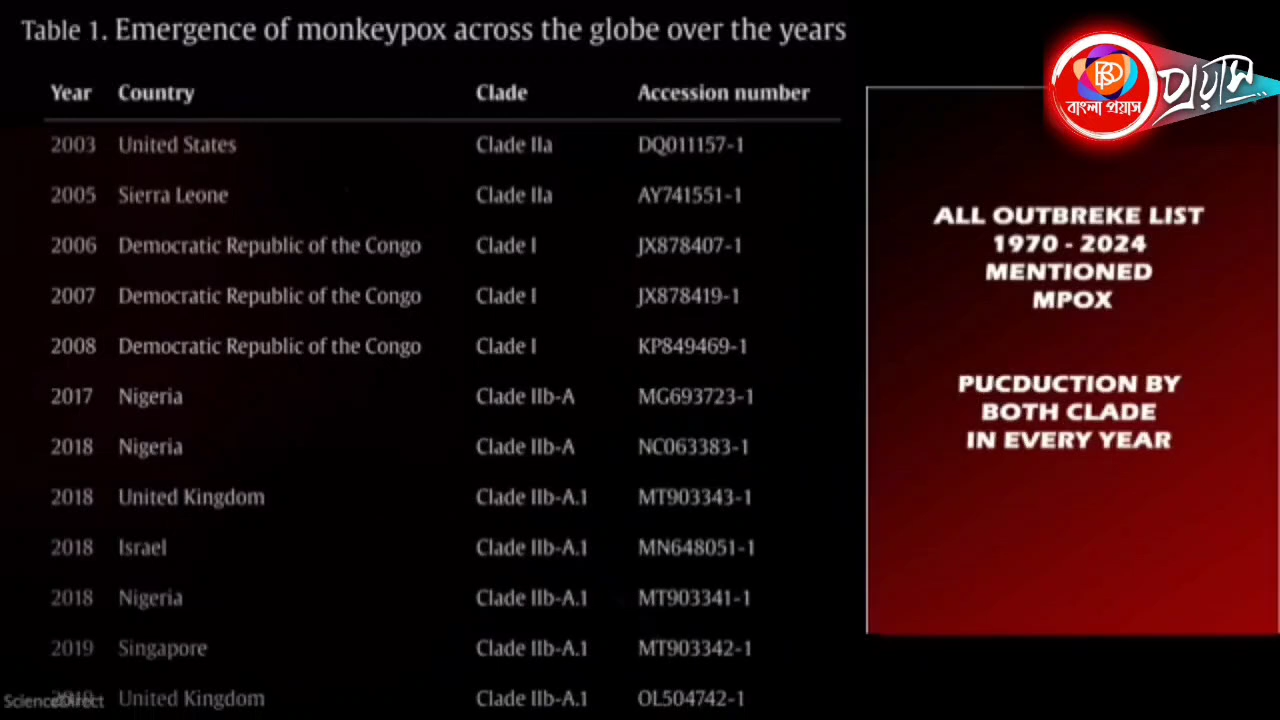 Table 1. Emergence of monkeypox across the globe over the years
Year Country Clade Accession number
2003 United States Clade IIa DQ011157-1
2005 Sierra Leone Clade IIa AY741551-1
2006 Democratic Republic of the Congo Clade I JX878407-1
2007 Democratic Republic of the Congo Clade I JX878419-1
2008 Democratic Republic of the Congo Clade I KP849469-1
2017 Nigeria Clade IIb-A MG693723-1
2018 Nigeria Clade IIb-A NC063383-1
2018 United Kingdom Clade IIb-A.1 MT903343-1
2018 Israel Clade IIb-A.1 MN648051-1
2018 Nigeria Clade IIb-A.1 MT903341-1
2019 Singapore Clade IIb-A.1 MT903342-1
United Kingdom Clade IIb-A.1 OL504742-1
ScienceDirect
বাংলা প্রয়াস
প্রয়াস
ALL OUTBREKE LIST
1970 - 2024
MENTIONED
MPOX
PUCDUCTION BY
BOTH CLADE
IN EVERY YEAR